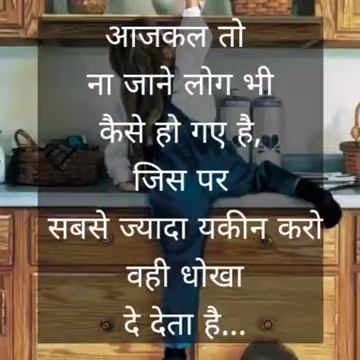 आजकल तो
ना जाने लोग भी
कैसे हो गए है,
जिस पर
सबसे ज्यादा यकीन करो
वही धोखा
दे देता है...